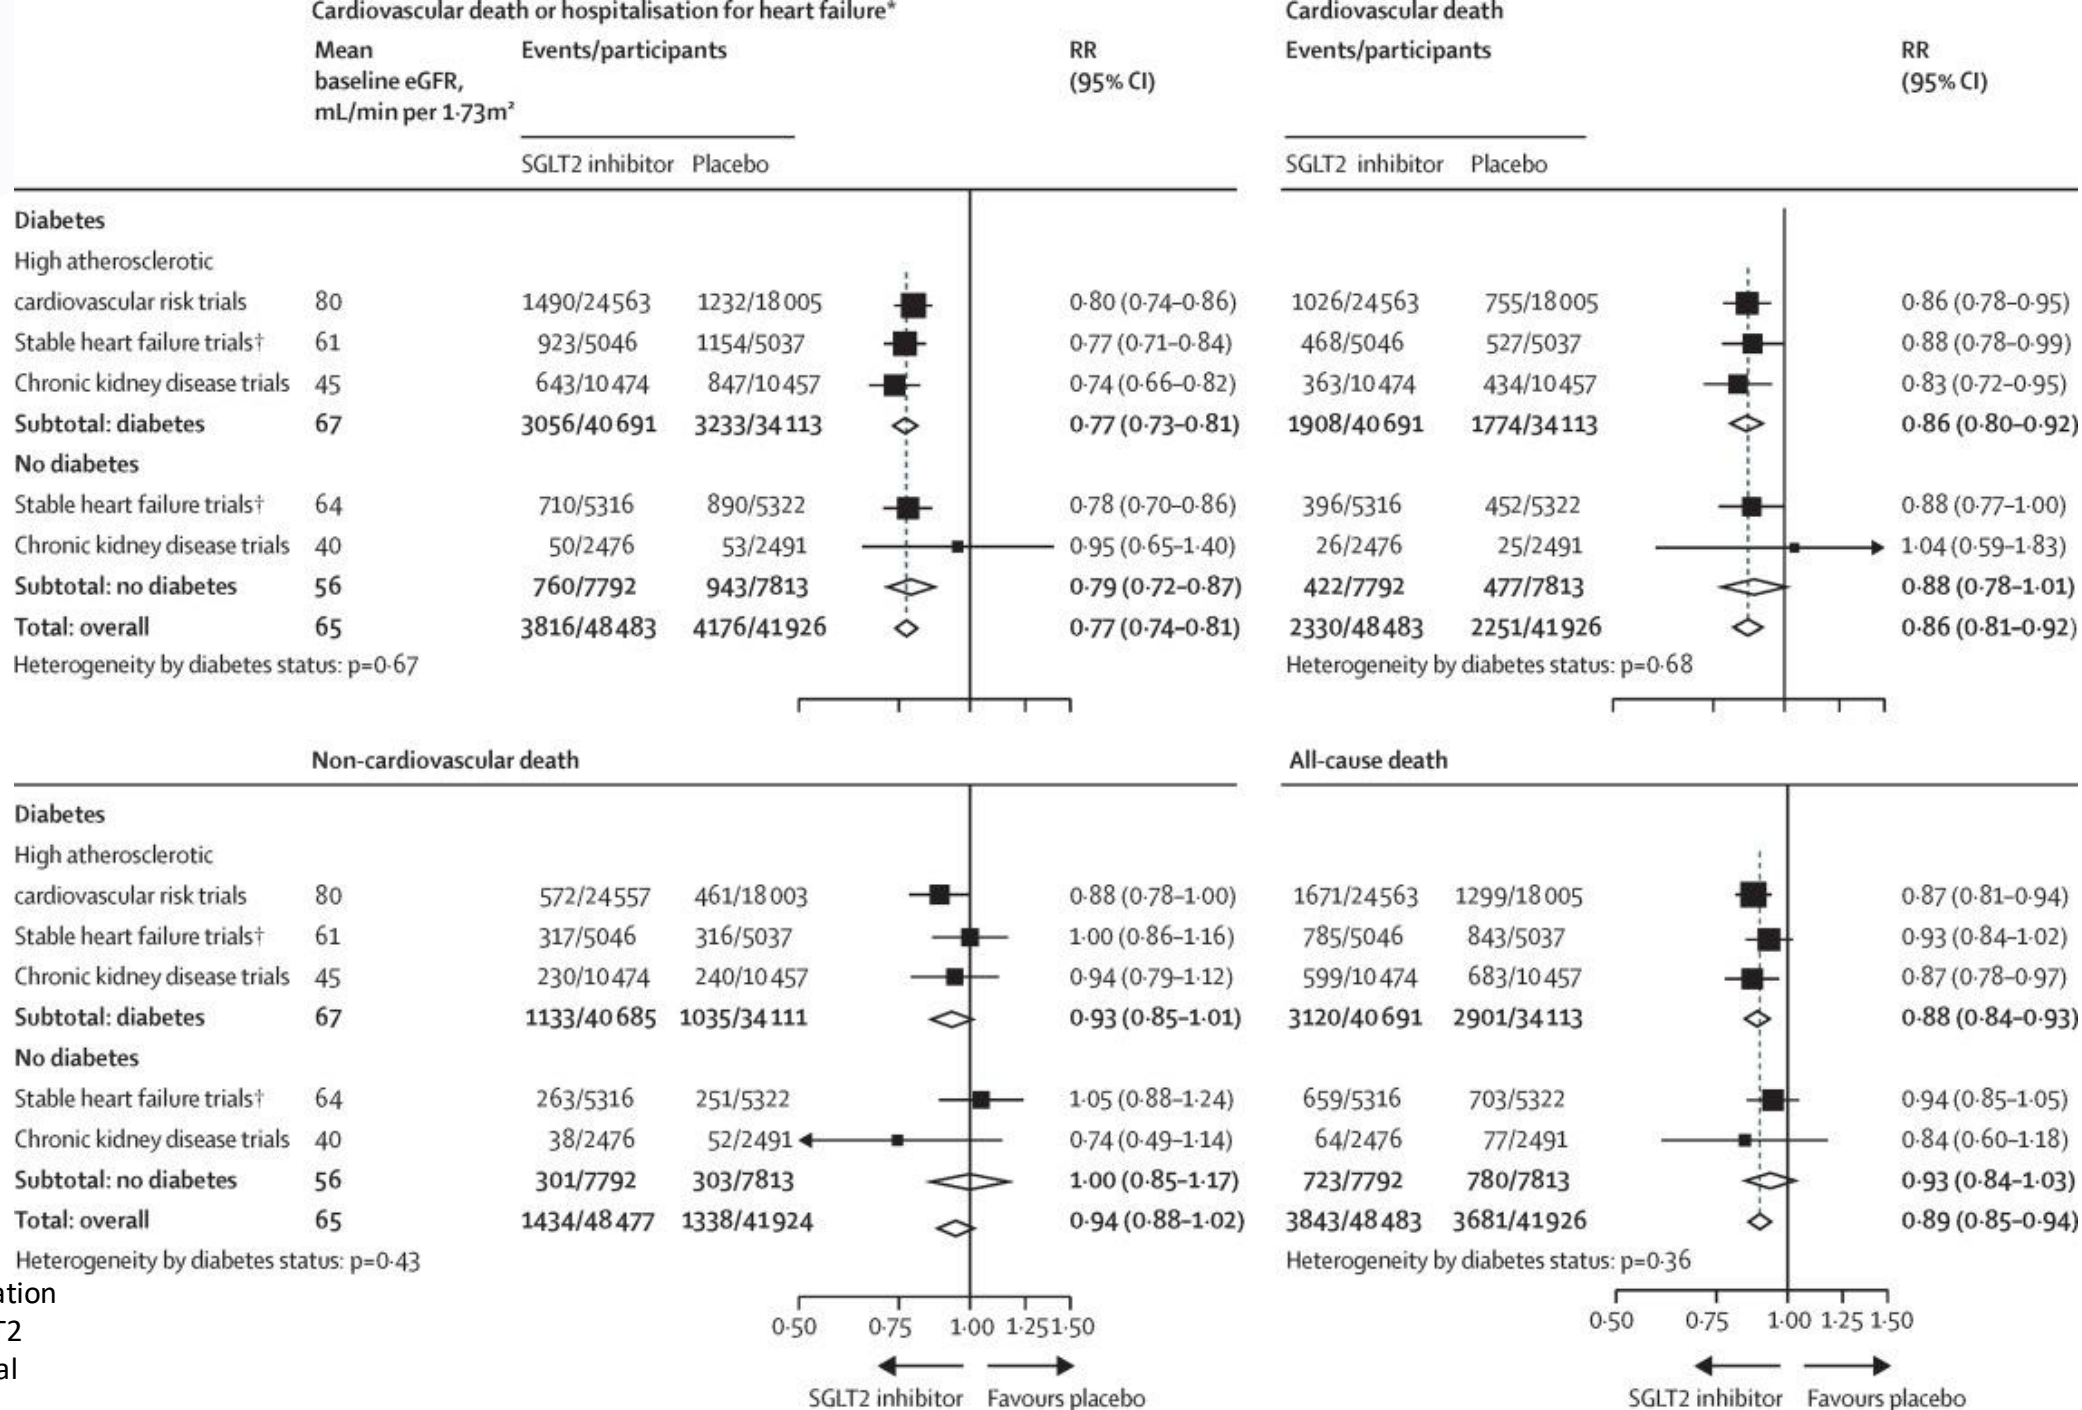 Cardiovascular death or hospitalisation for heart failure* Cardiovascular death
Mean Events/participants RR Events/participants RR
baseline eGFR, (95% CI) (95% CI)
mL/min per 1·73m²
SGLT2 inhibitor Placebo SGLT2 inhibitor Placebo
Diabetes
High atherosclerotic
cardiovascular risk trials 80 1490/24563 1232/18005 0·80 (0·74–0·86) 1026/24563 755/18005 0·86 (0·78–0·95)
Stable heart failure trials† 61 923/5046 1154/5037 0·77 (0·71–0·84) 468/5046 527/5037 0·88 (0·78–0·99)
Chronic kidney disease trials 45 643/10474 847/10457 0·74 (0·66–0·82) 363/10474 434/10457 0·83 (0·72–0·95)
Subtotal: diabetes 67 3056/40691 3233/34113 0·77 (0·73–0·81) 1908/40691 1774/34113 0·86 (0·80–0·92)
No diabetes
Stable heart failure trials† 64 710/5316 890/5322 0·78 (0·70–0·86) 396/5316 452/5322 0·88 (0·77–1·00)
Chronic kidney disease trials 40 50/2476 53/2491 0·95 (0·65–1·40) 26/2476 25/2491 1·04 (0·59–1·83)
Subtotal: no diabetes 56 760/7792 943/7813 0·79 (0·72–0·87) 422/7792 477/7813 0·88 (0·78–1·01)
Total: overall 65 3816/48483 4176/41926 0·77 (0·74–0·81) 2330/48483 2251/41926 0·86 (0·81–0·92)
Heterogeneity by diabetes status: p=0·67 Heterogeneity by diabetes status: p=0·68
Non-cardiovascular death All-cause death
Diabetes
High atherosclerotic
cardiovascular risk trials 80 572/24557 461/18003 0·88 (0·78–1·00) 1671/24563 1299/18005 0·87 (0·81–0·94)
Stable heart failure trials† 61 317/5046 316/5037 1·00 (0·86–1·16) 785/5046 843/5037 0·93 (0·84–1·02)
Chronic kidney disease trials 45 230/10474 240/10457 0·94 (0·79–1·12) 599/10474 683/10457 0·87 (0·78–0·97)
Subtotal: diabetes 67 1133/40685 1035/34111 0·93 (0·85–1·01) 3120/40691 2901/34113 0·88 (0·84–0·93)
No diabetes
Stable heart failure trials† 64 263/5316 251/5322 1·05 (0·88–1·24) 659/5316 703/5322 0·94 (0·85–1·05)
Chronic kidney disease trials 40 38/2476 52/2491 0·74 (0·49–1·14) 64/2476 77/2491 0·84 (0·60–1·18)
Subtotal: no diabetes 56 301/7792 303/7813 1·00 (0·85–1·17) 723/7792 780/7813 0·93 (0·84–1·03)
Total: overall 65 1434/48477 1338/41924 0·94 (0·88–1·02) 3843/48483 3681/41926 0·89 (0·85–0·94)
Heterogeneity by diabetes status: p=0·43 Heterogeneity by diabetes status: p=0·36
0·50 0·75 1·00 1·25 1·50 0·50 0·75 1·00 1·25 1·50
SGLT2 inhibitor Favours placebo SGLT2 inhibitor Favours placebo